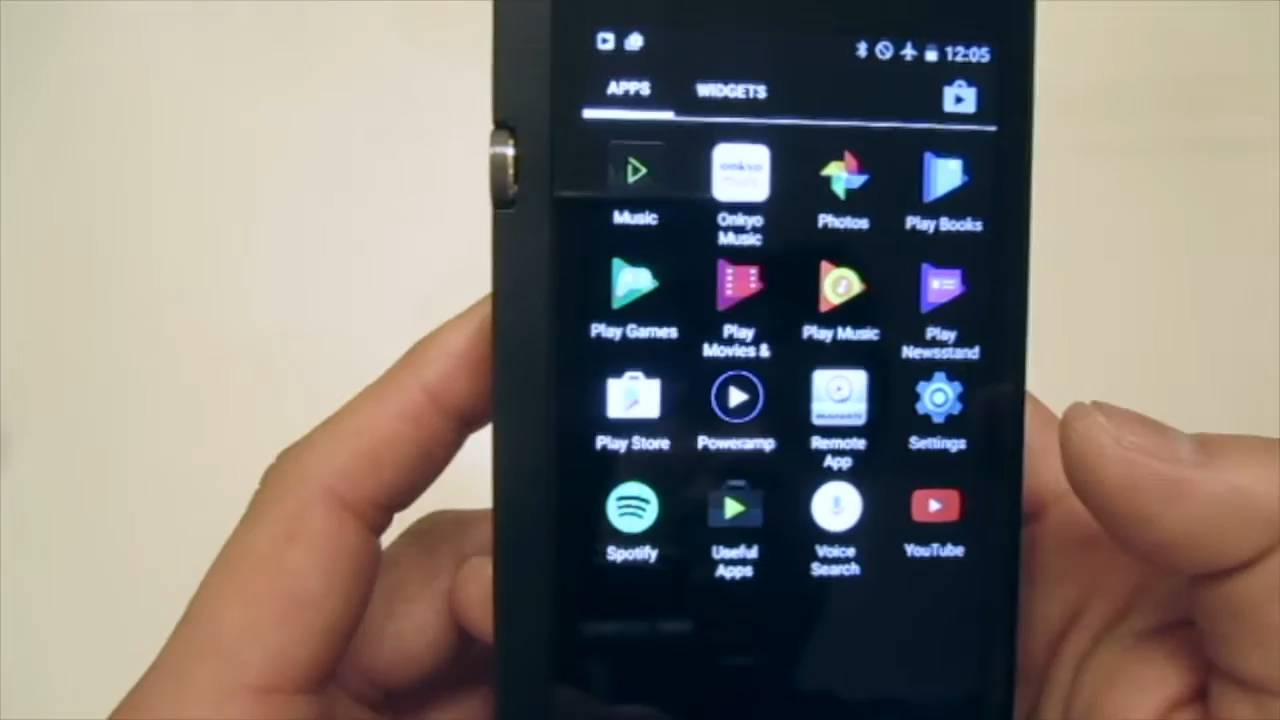 12:05
APPS WIDGETS
onkyo
Music Onkyo Photos Play Books
Music
Play Games Play Play Music Play
Movies & Newsstand
Play Store Poweramp Remote Settings
App
Spotify Useful Voice YouTube
Apps Search